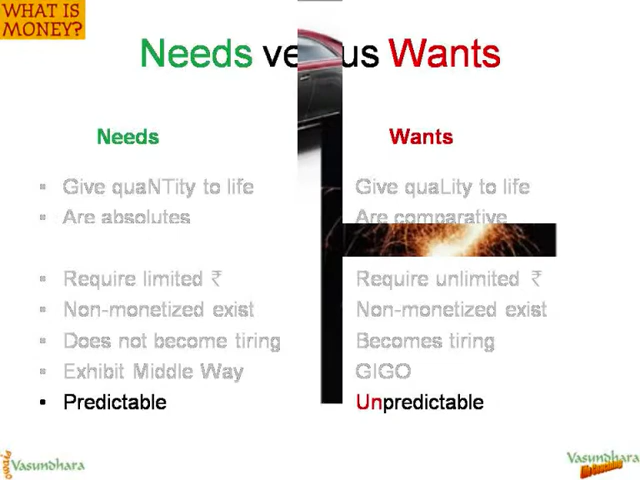 WHAT IS
MONEY?
Needs Wants
Needs
Wants
▪ Give quaNTity to life
Give quaLity to life
▪ Are absolutes
Are comparative
▪ Require limited ₹
Require unlimited ₹
▪ Non-monetized exist
Non-monetized exist
▪ Does not become tiring
Becomes tiring
▪ Exhibit Middle Way
GIGO
• Predictable
Unpredictable
Vasundhara
Vasundhara